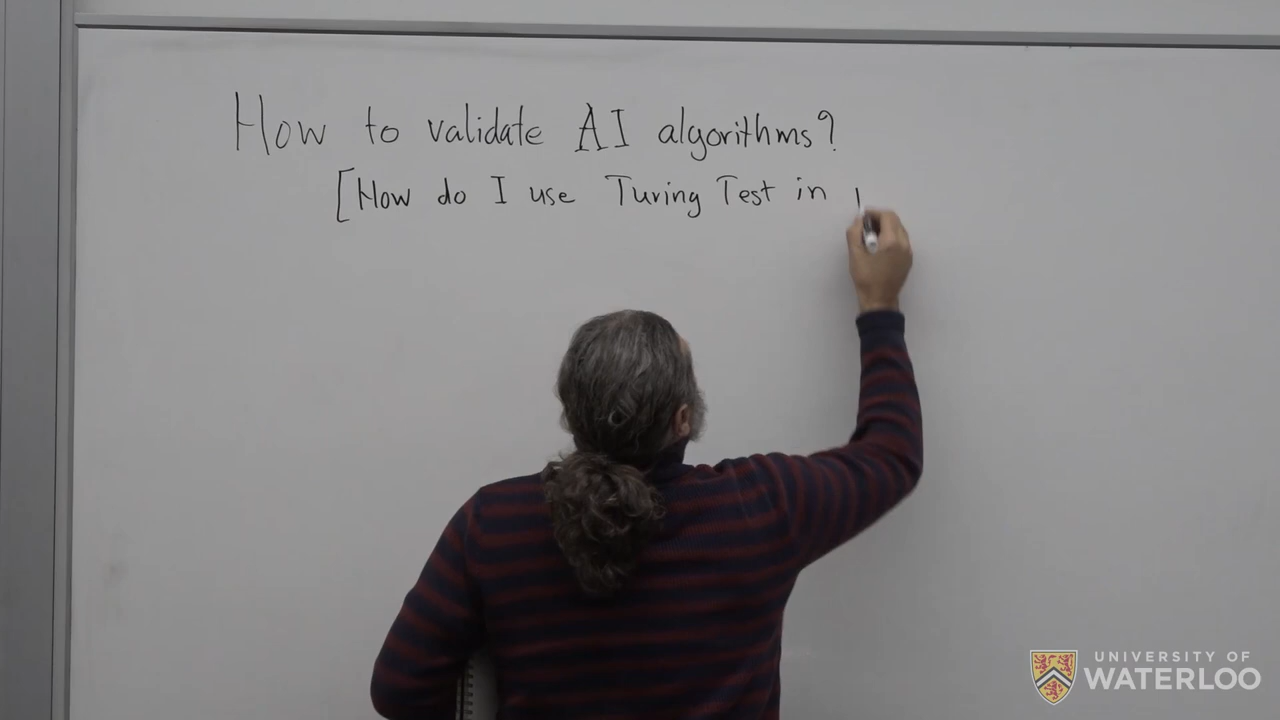 How to validate AI algorithms?
[How do I use Turing Test in
UNIVERSITY OF
WATERLOO